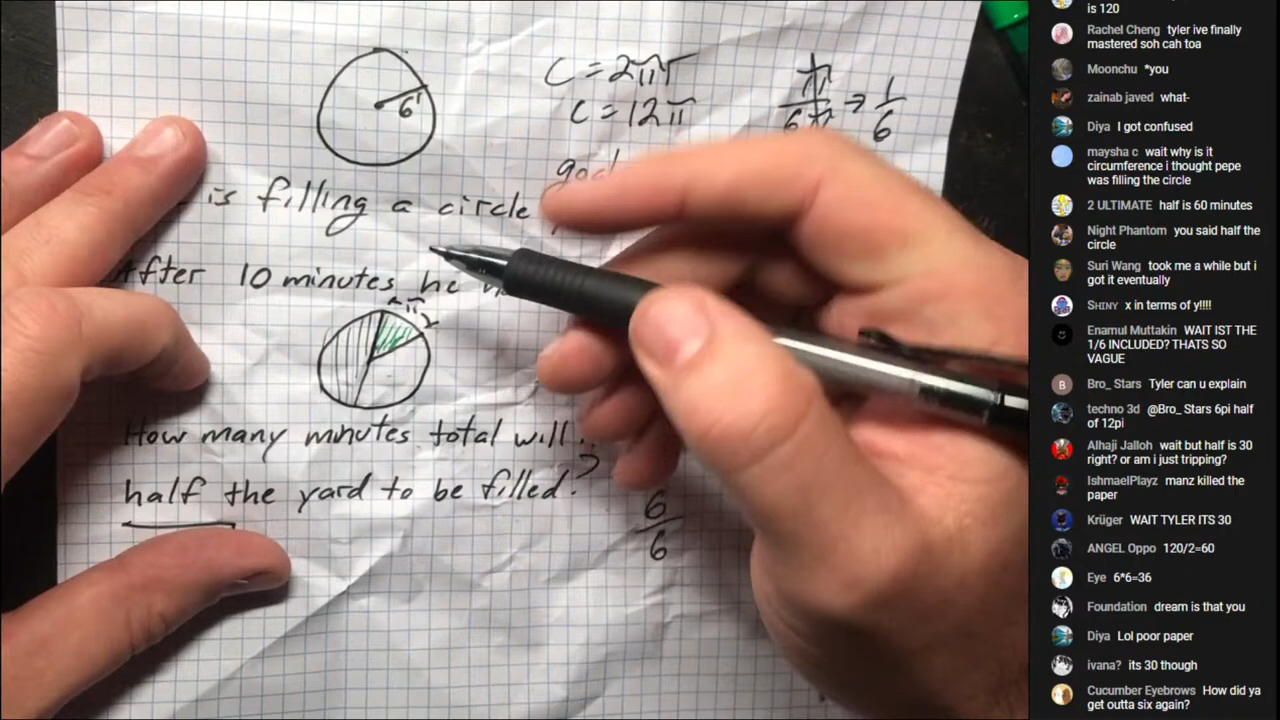 6'
C = 2πr
C = 12π
π/6π → 1/6
is filling a circle
After 10 minutes he
π
How many minutes total will
half the yard to be filled?
6/6
is 120
Rachel Cheng tyler ive finally
mastered soh cah toa
Moonchu *you
zainab javed what-
Diya I got confused
maysha c wait why is it
circumference i thought pepe
was filling the circle
2 ULTIMATE half is 60 minutes
Night Phantom you said half the
circle
Suri Wang took me a while but i
got it eventually
SHINY x in terms of y!!!!
Enamul Muttakin WAIT IST THE
1/6 INCLUDED? THATS SO
VAGUE
B Bro_ Stars Tyler can u explain
techno 3d @Bro_ Stars 6pi half
of 12pi
Alhaji Jalloh wait but half is 30
right? or am i just tripping?
IshmaelPlayz manz killed the
paper
Krüger WAIT TYLER ITS 30
ANGEL Oppo 120/2=60
Eye 6*6=36
Foundation dream is that you
Diya Lol poor paper
ivana? its 30 though
Cucumber Eyebrows How did ya
get outta six again?